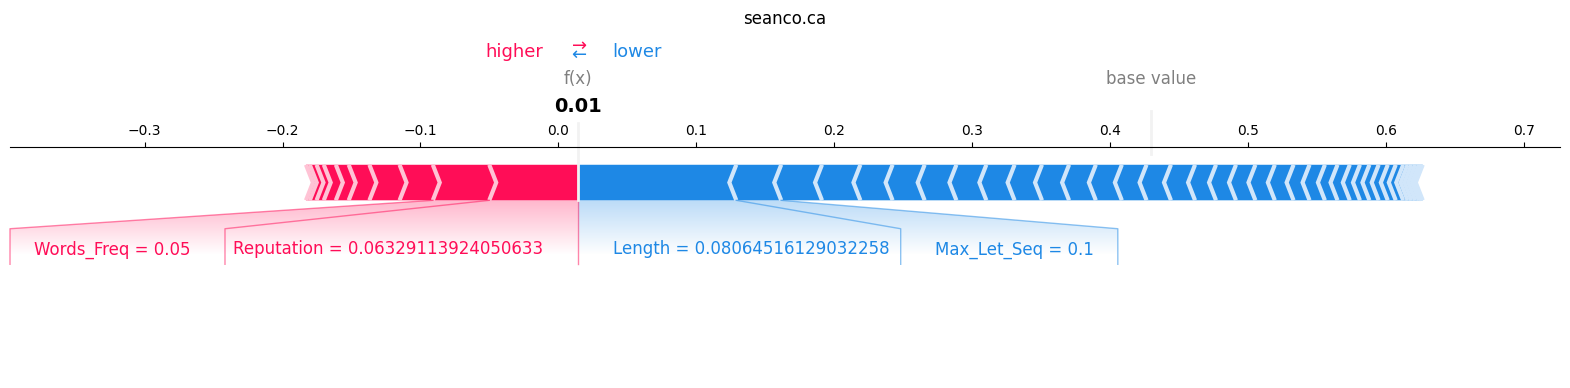 seanco.ca
higher → ← lower
f(x) base value
0.01
−0.3 −0.2 −0.1 0.0 0.1 0.2 0.3 0.4 0.5 0.6 0.7
Words_Freq = 0.05 Reputation = 0.06329113924050633 Length = 0.08064516129032258 Max_Let_Seq = 0.1